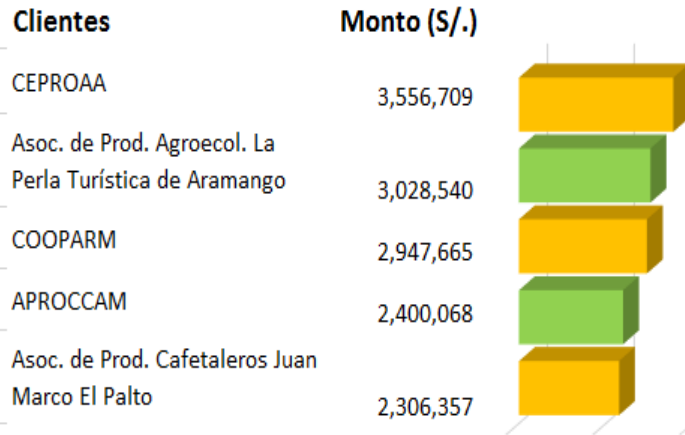 Clientes Monto (S/.)
CEPROAA 3,556,709
Asoc. de Prod. Agroecol. La
Perla Turística de Aramango 3,028,540
COOPARM 2,947,665
APROCCAM 2,400,068
Asoc. de Prod. Cafetaleros Juan
Marco El Palto 2,306,357